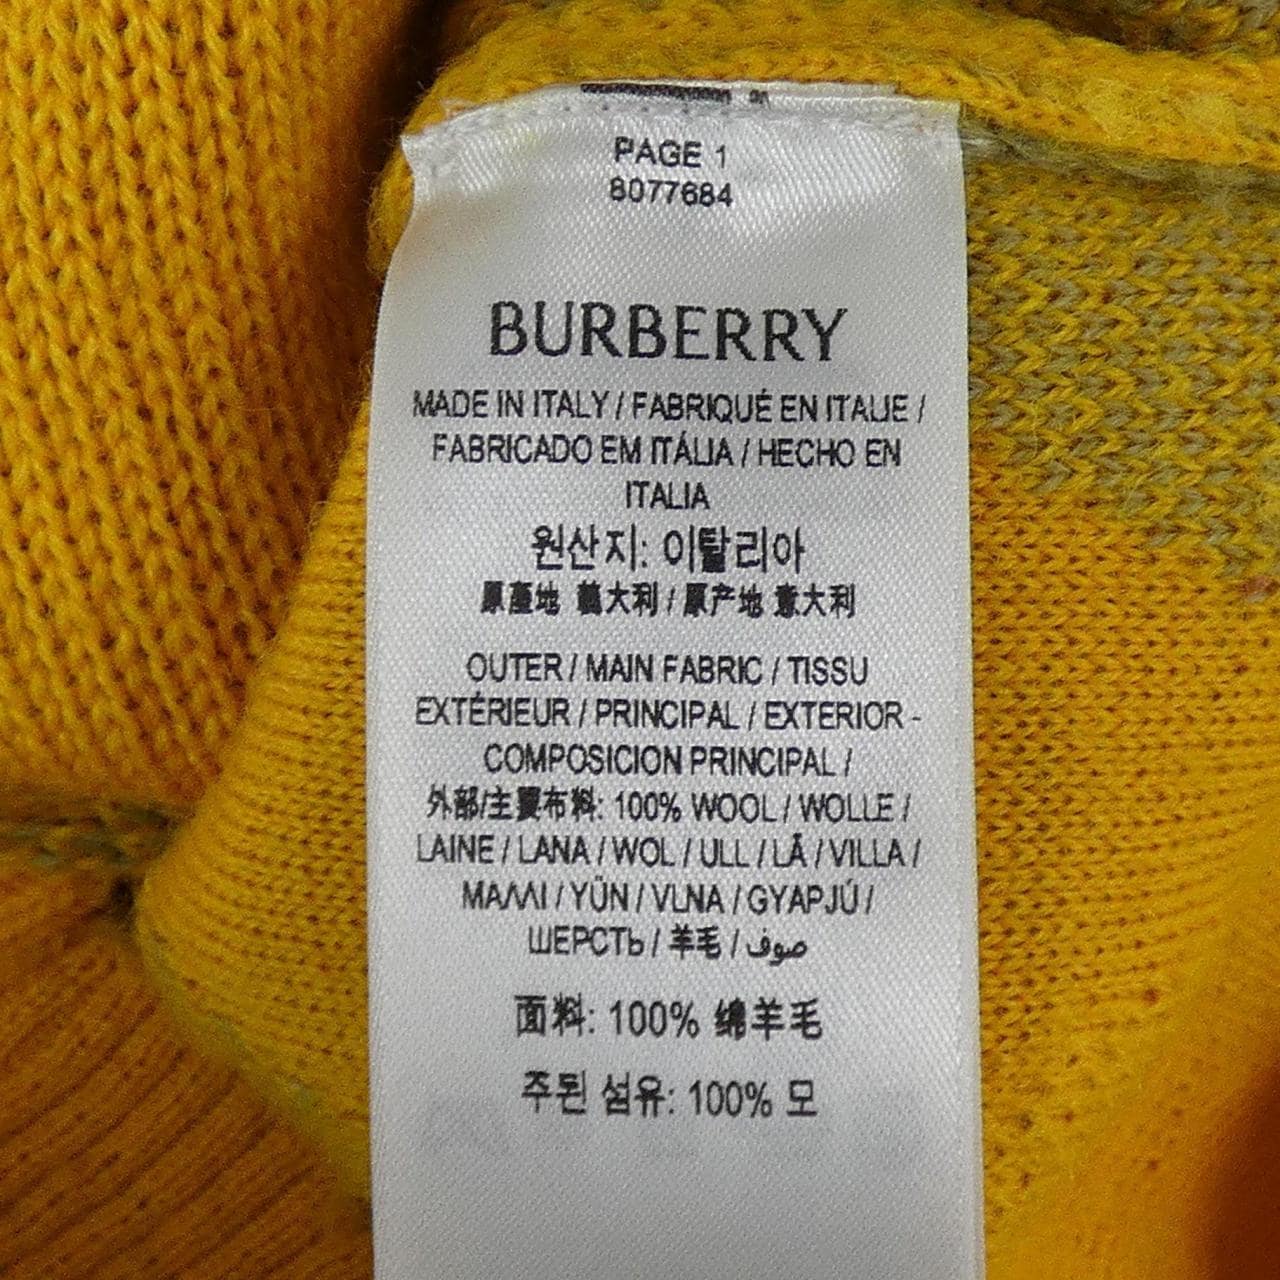 PAGE 1
8077684
BURBERRY
MADE IN ITALY / FABRIQUÉ EN ITALIE /
FABRICADO EM ITÁLIA / HECHO EN
ITALIA
원산지: 이탈리아
原產地 義大利 / 原产地 意大利
OUTER / MAIN FABRIC / TISSU
EXTÉRIEUR / PRINCIPAL / EXTERIOR -
COMPOSICION PRINCIPAL /
外部/主要布料: 100% WOOL / WOLLE /
LAINE / LANA / WOL / ULL / LÃ / VILLA /
ΜΑΛΛΙ / YÜN / VLNA / GYAPJÚ /
ШЕРСТЬ / 羊毛 / صوف
面料: 100% 绵羊毛
주된 섬유: 100% 모